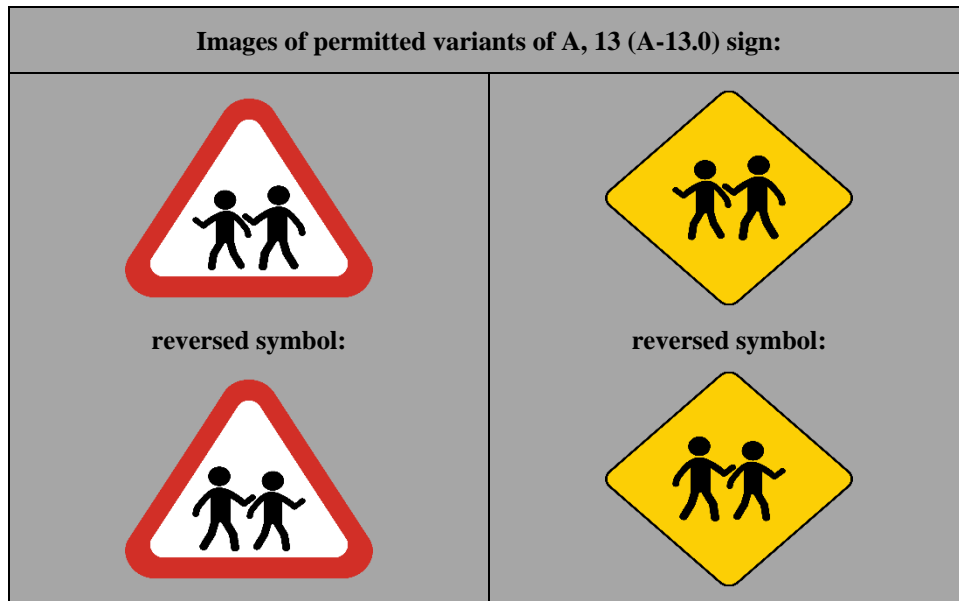 Images of permitted variants of A, 13 (A-13.0) sign:
reversed symbol:
reversed symbol: